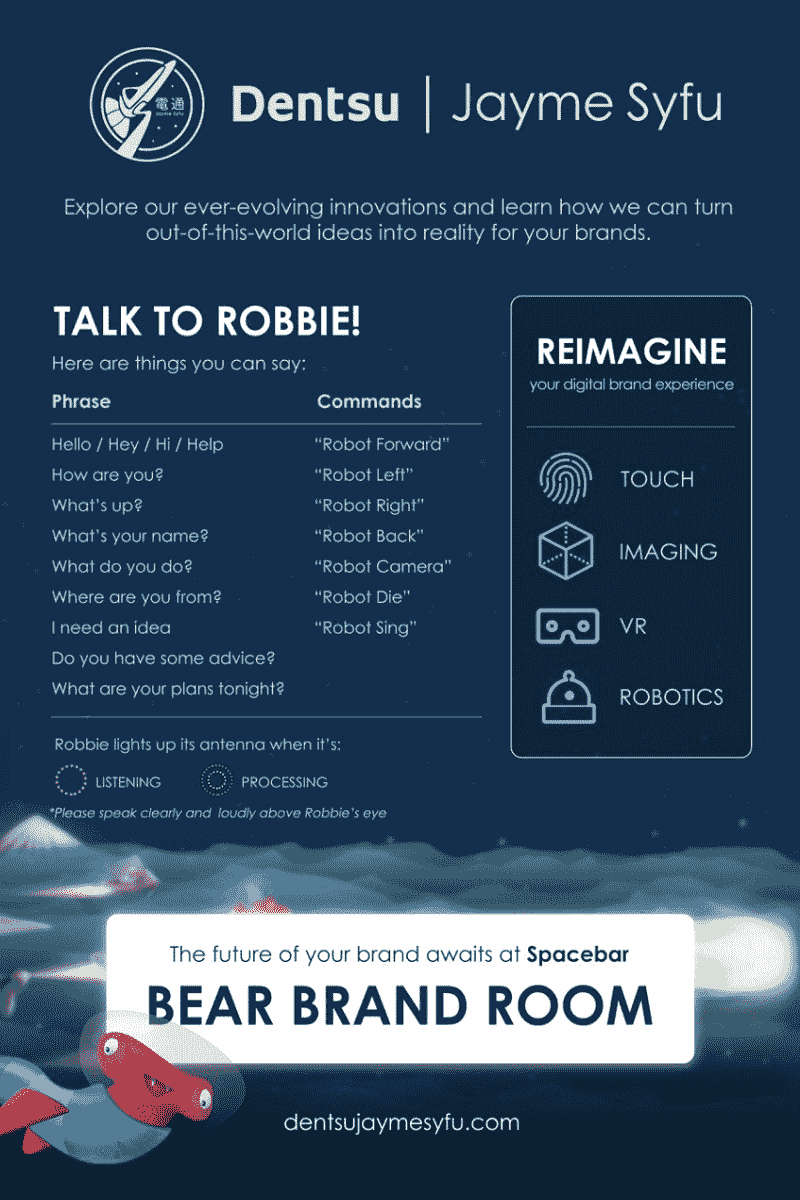 電通
Jayme Syfu
Dentsu | Jayme Syfu
Explore our ever-evolving innovations and learn how we can turn
out-of-this-world ideas into reality for your brands.
TALK TO ROBBIE!
Here are things you can say:
Phrase Commands
Hello / Hey / Hi / Help “Robot Forward”
How are you? “Robot Left”
What’s up? “Robot Right”
What’s your name? “Robot Back”
What do you do? “Robot Camera”
Where are you from? “Robot Die”
I need an idea “Robot Sing”
Do you have some advice?
What are your plans tonight?
Robbie lights up its antenna when it’s:
LISTENING PROCESSING
*Please speak clearly and loudly above Robbie’s eye
REIMAGINE
your digital brand experience
TOUCH
IMAGING
VR
ROBOTICS
The future of your brand awaits at Spacebar
BEAR BRAND ROOM
dentsujaymesyfu.com